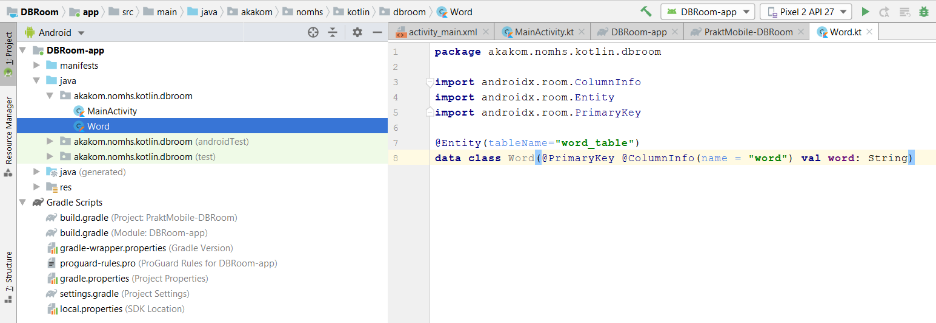 DBRoom app src main java akakom nomhs kotlin dbroom Word DBRoom-app Pixel 2 API 27
1: Project
Resource Manager
7: Structure
Android
DBRoom-app
manifests
java
akakom.nomhs.kotlin.dbroom
MainActivity
Word
akakom.nomhs.kotlin.dbroom (androidTest)
akakom.nomhs.kotlin.dbroom (test)
java (generated)
res
Gradle Scripts
build.gradle (Project: PraktMobile-DBRoom)
build.gradle (Module: DBRoom-app)
gradle-wrapper.properties (Gradle Version)
proguard-rules.pro (ProGuard Rules for DBRoom-app)
gradle.properties (Project Properties)
settings.gradle (Project Settings)
local.properties (SDK Location)
activity_main.xml MainActivity.kt DBRoom-app PraktMobile-DBRoom Word.kt
1 package akakom.nomhs.kotlin.dbroom
2
3 import androidx.room.ColumnInfo
4 import androidx.room.Entity
5 import androidx.room.PrimaryKey
6
7 @Entity(tableName="word_table")
8 data class Word(@PrimaryKey @ColumnInfo(name = "word") val word: String)